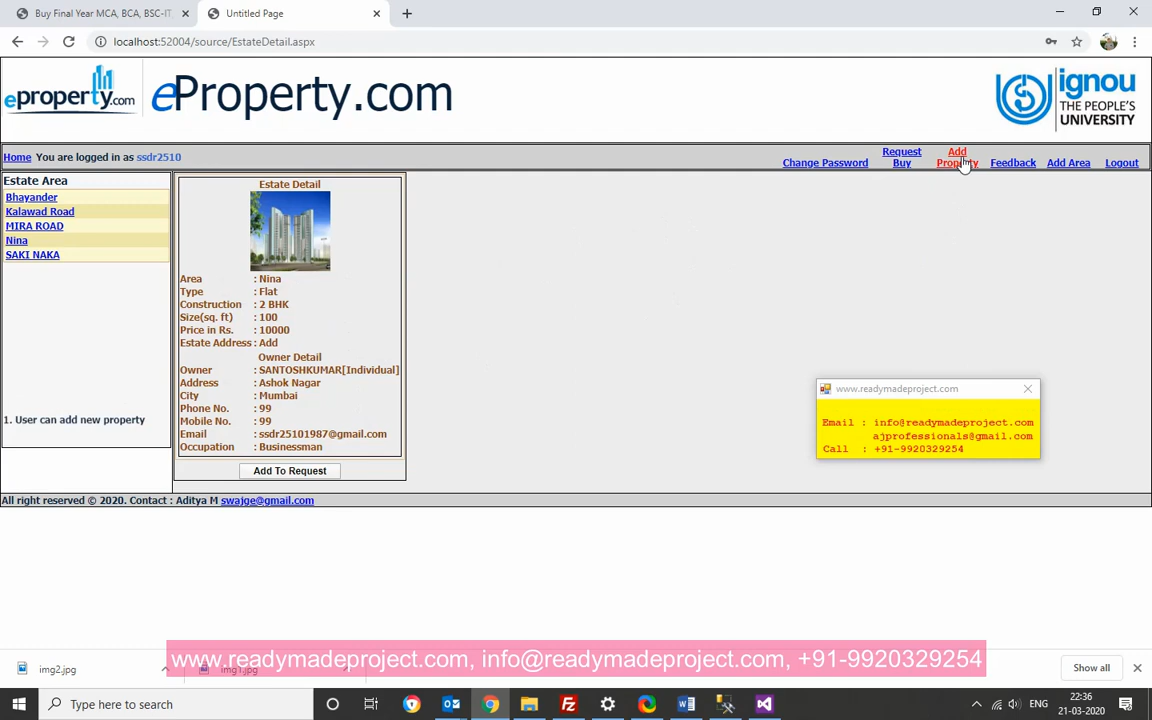 Buy Final Year MCA, BCA, BSC-IT,
Untitled Page
localhost:52004/source/EstateDetail.aspx
eproperty.com
eProperty.com
ignou
THE PEOPLE'S
UNIVERSITY
Home You are logged in as ssdr2510
Change Password
Request
Buy
Add
Property
Feedback
Add Area
Logout
Estate Area
Bhayander
Kalawad Road
MIRA ROAD
Nina
SAKI NAKA
1. User can add new property
Estate Detail
Area : Nina
Type : Flat
Construction : 2 BHK
Size(sq. ft) : 100
Price in Rs. : 10000
Estate Address : Add
Owner Detail
Owner : SANTOSHKUMAR[Individual]
Address : Ashok Nagar
City : Mumbai
Phone No. : 99
Mobile No. : 99
Email : ssdr25101987@gmail.com
Occupation : Businessman
Add To Request
www.readymadeproject.com
Email : info@readymadeproject.com
ajprofessionals@gmail.com
Call : +91-9920329254
All right reserved © 2020. Contact : Aditya M swajge@gmail.com
www.readymadeproject.com, info@readymadeproject.com, +91-9920329254
img2.jpg
img1.jpg
Show all
Type here to search
ENG
22:36
21-03-2020